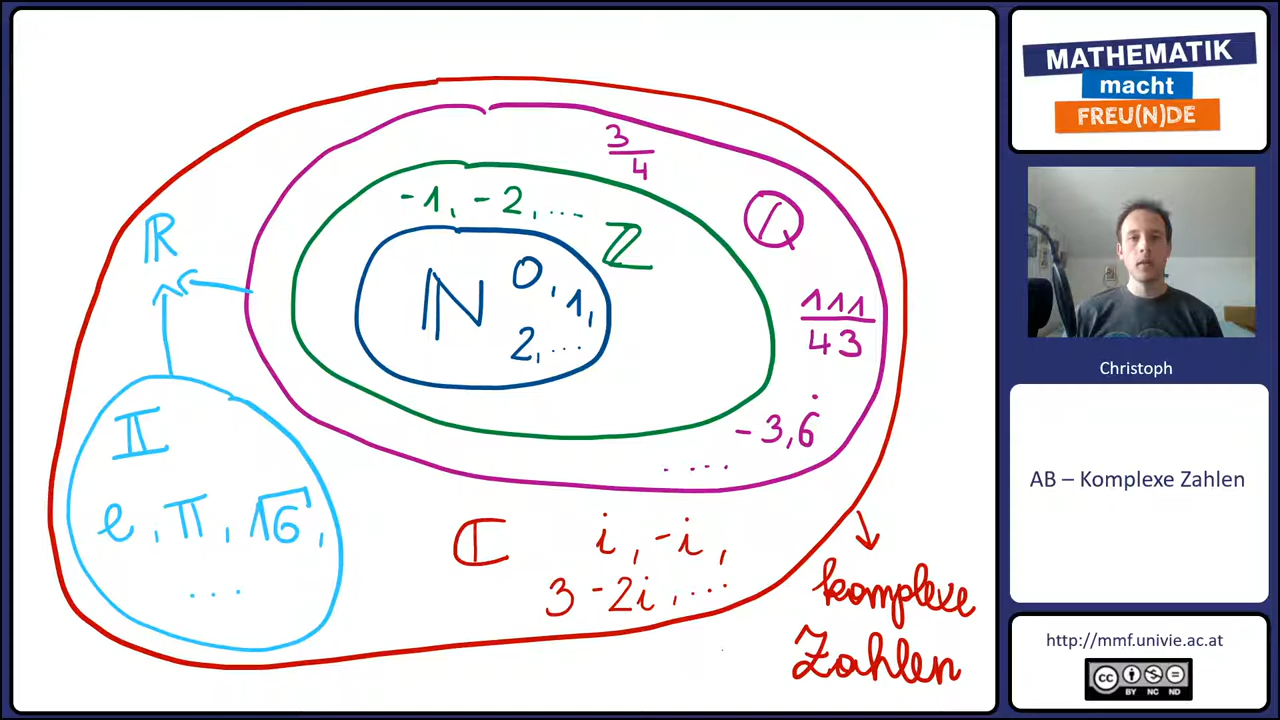 3/4
-1, -2, ...
ℤ
ℚ
ℝ
ℕ 0, 1,
2, ...
111/43
-3,6̇
....
𝕀
e, π, √6,
...
ℂ i, -i,
3-2i, ...
komplexe
Zahlen
MATHEMATIK
macht
FREU(N)DE
Christoph
AB – Komplexe Zahlen
http://mmf.univie.ac.at
cc
BY NC ND